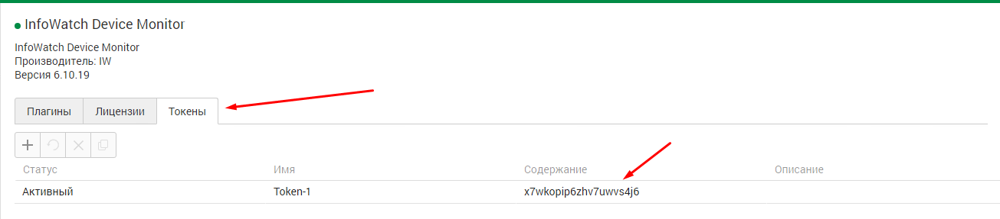 InfoWatch Device Monitor
InfoWatch Device Monitor
Производитель: IW
Версия 6.10.19
Плагины Лицензии Токены
Статус Имя Содержание Описание
Активный Token-1 x7wkopip6zhv7uwvs4j6